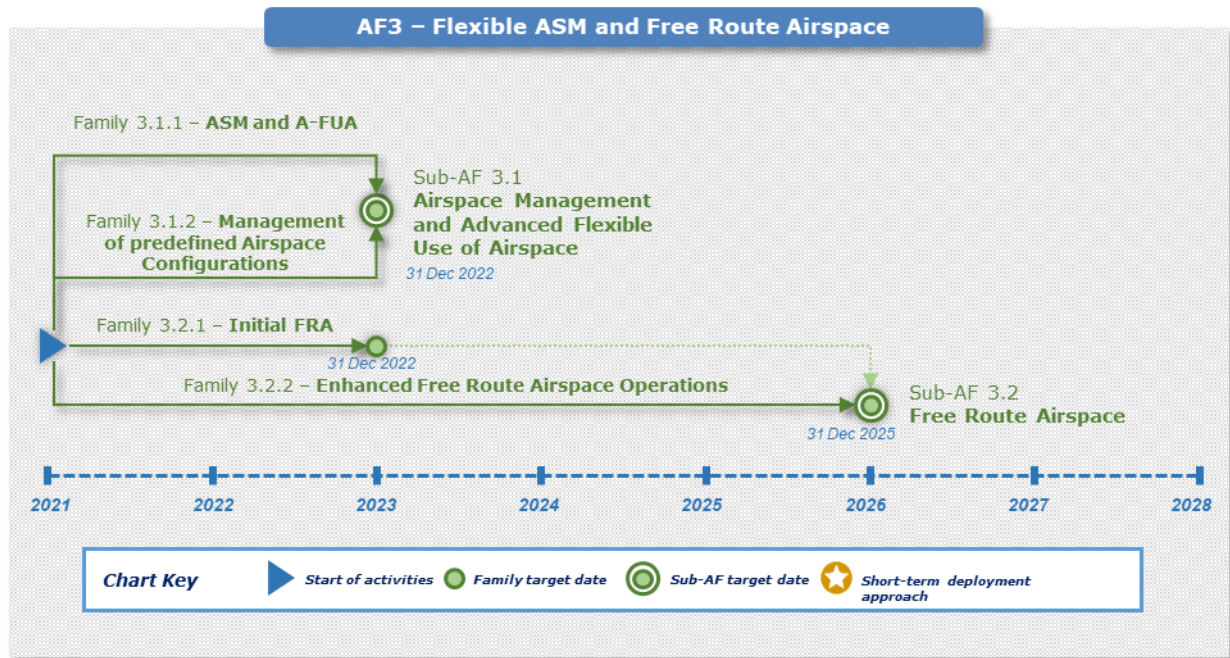 AF3 – Flexible ASM and Free Route Airspace
Family 3.1.1 – ASM and A-FUA
Sub-AF 3.1
Airspace Management
and Advanced Flexible
Use of Airspace
31 Dec 2022
Family 3.1.2 – Management
of predefined Airspace
Configurations
Family 3.2.1 – Initial FRA
31 Dec 2022
Family 3.2.2 – Enhanced Free Route Airspace Operations
Sub-AF 3.2
Free Route Airspace
31 Dec 2025
2021 2022 2023 2024 2025 2026 2027 2028
Chart Key
Start of activities
Family target date
Sub-AF target date
Short-term deployment
approach